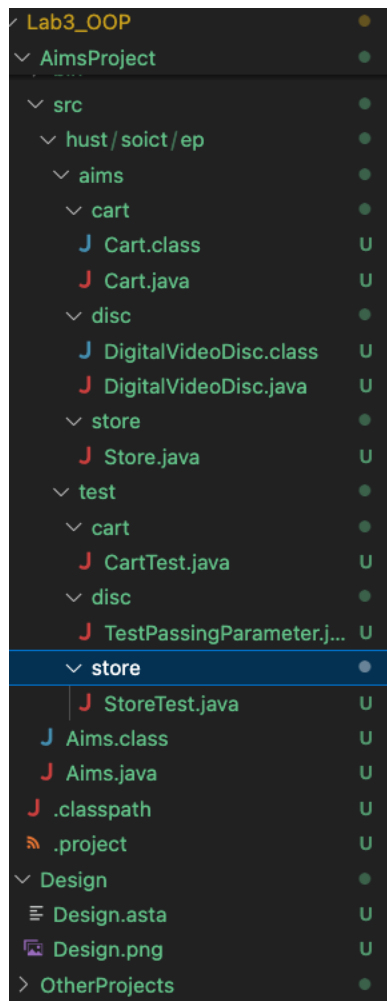 Lab3_OOP
AimsProject
src
hust/soict/ep
aims
cart
J Cart.class U
J Cart.java U
disc
J DigitalVideoDisc.class U
J DigitalVideoDisc.java U
store
J Store.java U
test
cart
J CartTest.java U
disc
J TestPassingParameter.j... U
store
J StoreTest.java U
J Aims.class U
J Aims.java U
J .classpath U
.project U
Design
Design.asta U
Design.png U
OtherProjects